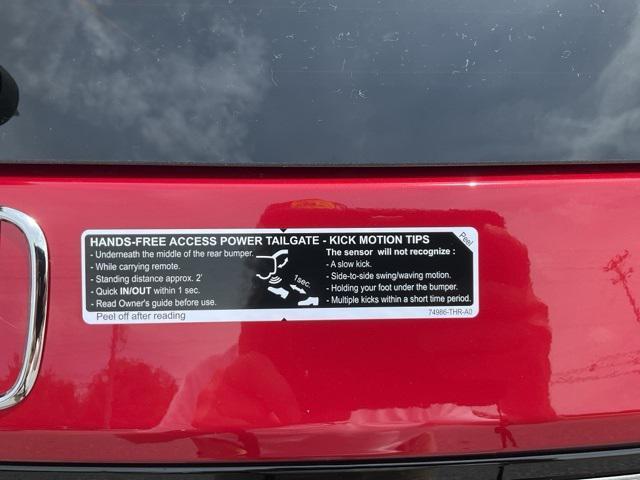 HANDS-FREE ACCESS POWER TAILGATE - KICK MOTION TIPS
- Underneath the middle of the rear bumper.
- While carrying remote.
- Standing distance approx. 2'
- Quick IN/OUT within 1 sec.
- Read Owner's guide before use.
1sec.
The sensor will not recognize :
- A slow kick.
- Side-to-side swing/waving motion.
- Holding your foot under the bumper.
- Multiple kicks within a short time period.
Peel
Peel off after reading
74986-THR-A0